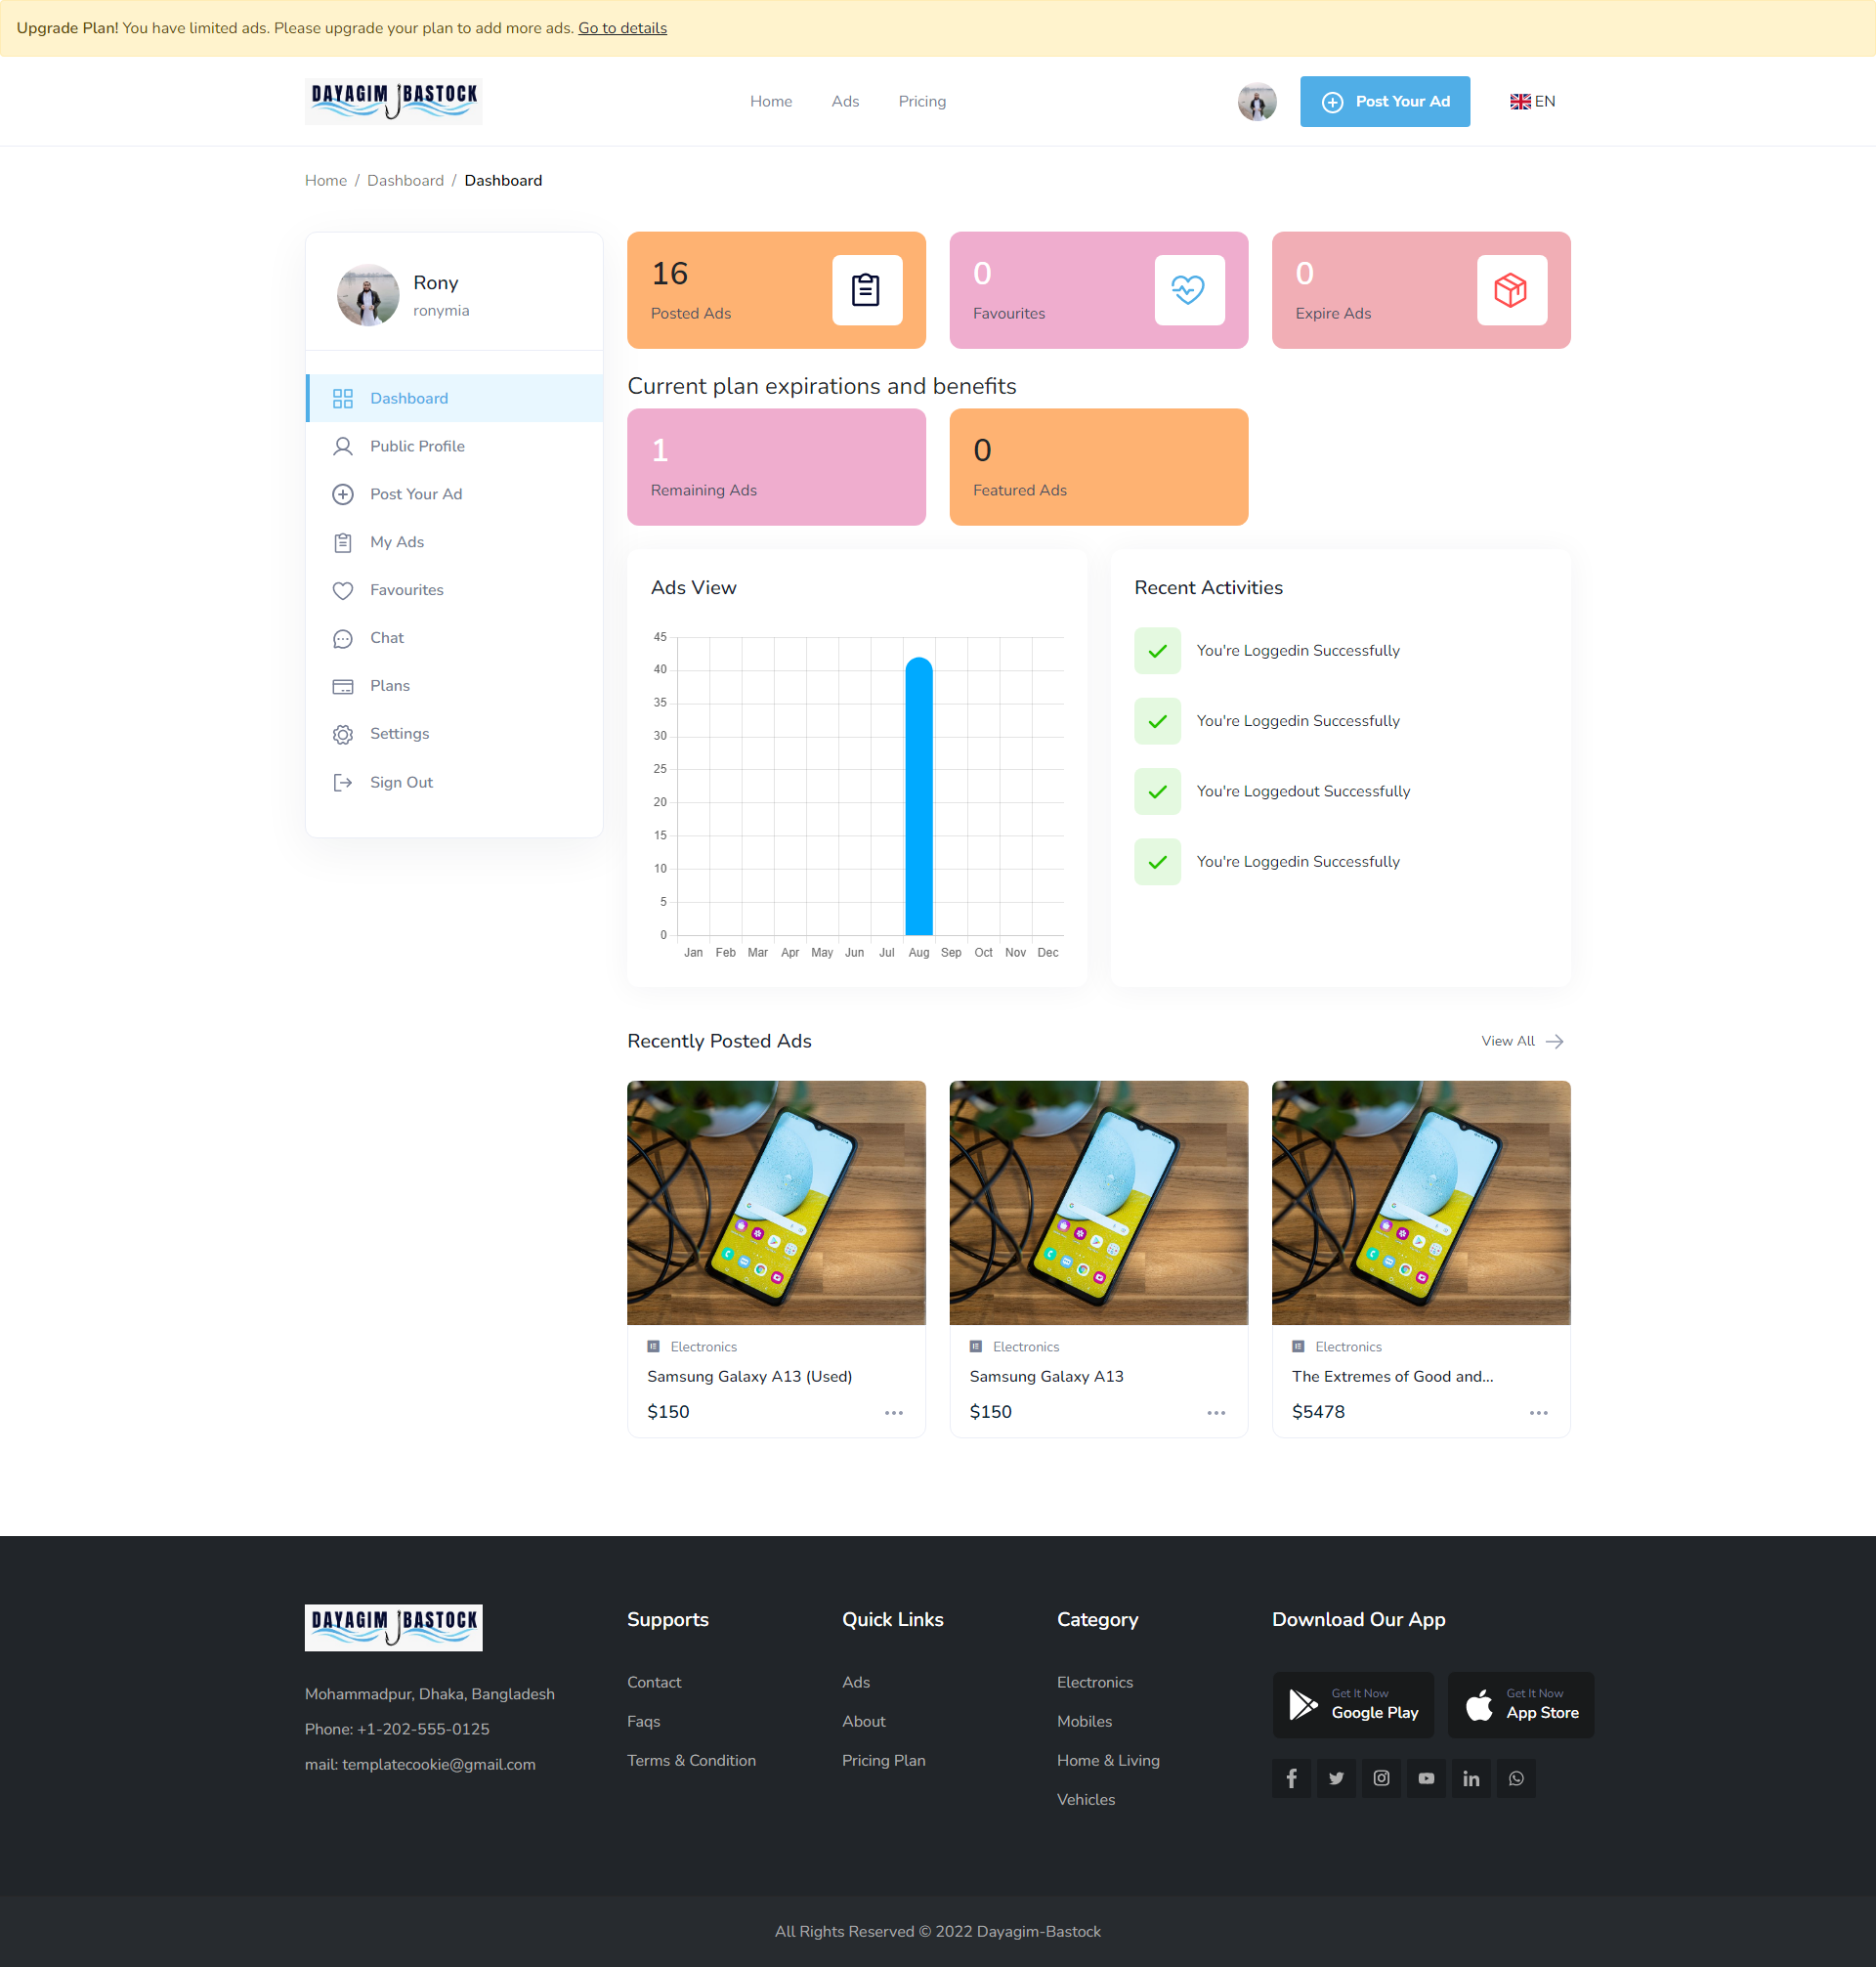 Upgrade Plan! You have limited ads. Please upgrade your plan to add more ads. Go to details
DAYAGIM BASTOCK
Home Ads Pricing
Post Your Ad
EN
Home / Dashboard / Dashboard
Rony
ronymia
Dashboard
Public Profile
Post Your Ad
My Ads
Favourites
Chat
Plans
Settings
Sign Out
16
Posted Ads
0
Favourites
0
Expire Ads
Current plan expirations and benefits
1
Remaining Ads
0
Featured Ads
Ads View
45
40
35
30
25
20
15
10
5
0
Jan Feb Mar Apr May Jun Jul Aug Sep Oct Nov Dec
Recent Activities
You're Loggedin Successfully
You're Loggedin Successfully
You're Loggedout Successfully
You're Loggedin Successfully
Recently Posted Ads
View All
Electronics
Samsung Galaxy A13 (Used)
$150
Electronics
Samsung Galaxy A13
$150
Electronics
The Extremes of Good and...
$5478
DAYAGIM BASTOCK
Mohammadpur, Dhaka, Bangladesh
Phone: +1-202-555-0125
mail: templatecookie@gmail.com
Supports
Contact
Faqs
Terms & Condition
Quick Links
Ads
About
Pricing Plan
Category
Electronics
Mobiles
Home & Living
Vehicles
Download Our App
Get It Now
Google Play
Get It Now
App Store
All Rights Reserved © 2022 Dayagim-Bastock